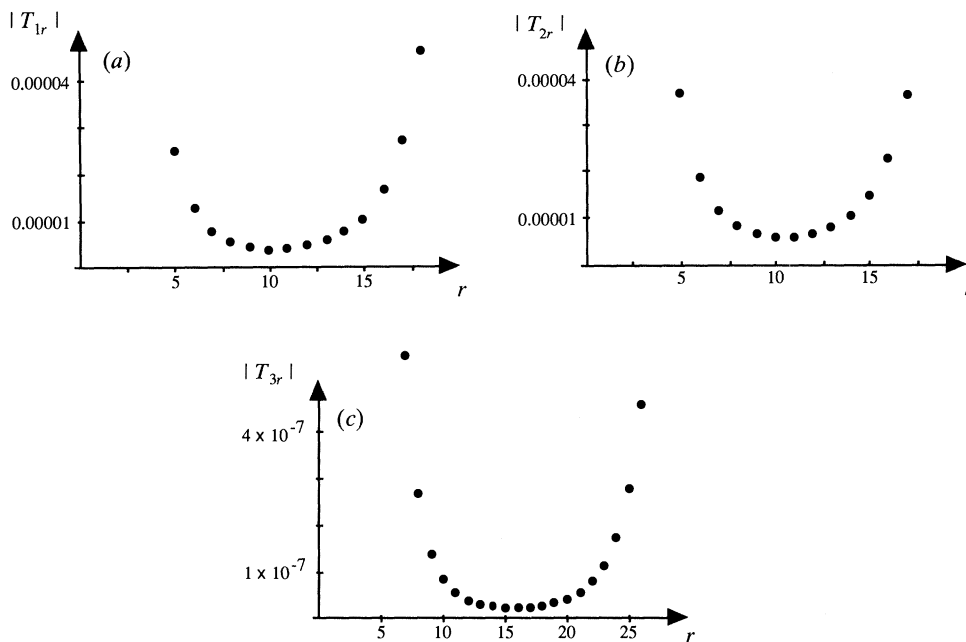 | T1r |
(a)
0.00004
0.00001
5 10 15
r
| T2r |
(b)
0.00004
0.00001
5 10 15
| T3r |
(c)
4 x 10-7
1 x 10-7
5 10 15 20 25
r